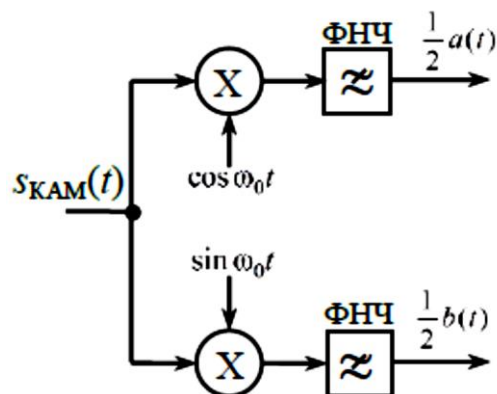 ФНЧ
½ a(t)
X
≈
cos ω₀t
s_КАМ(t)
sin ω₀t
ФНЧ
½ b(t)
X
≈